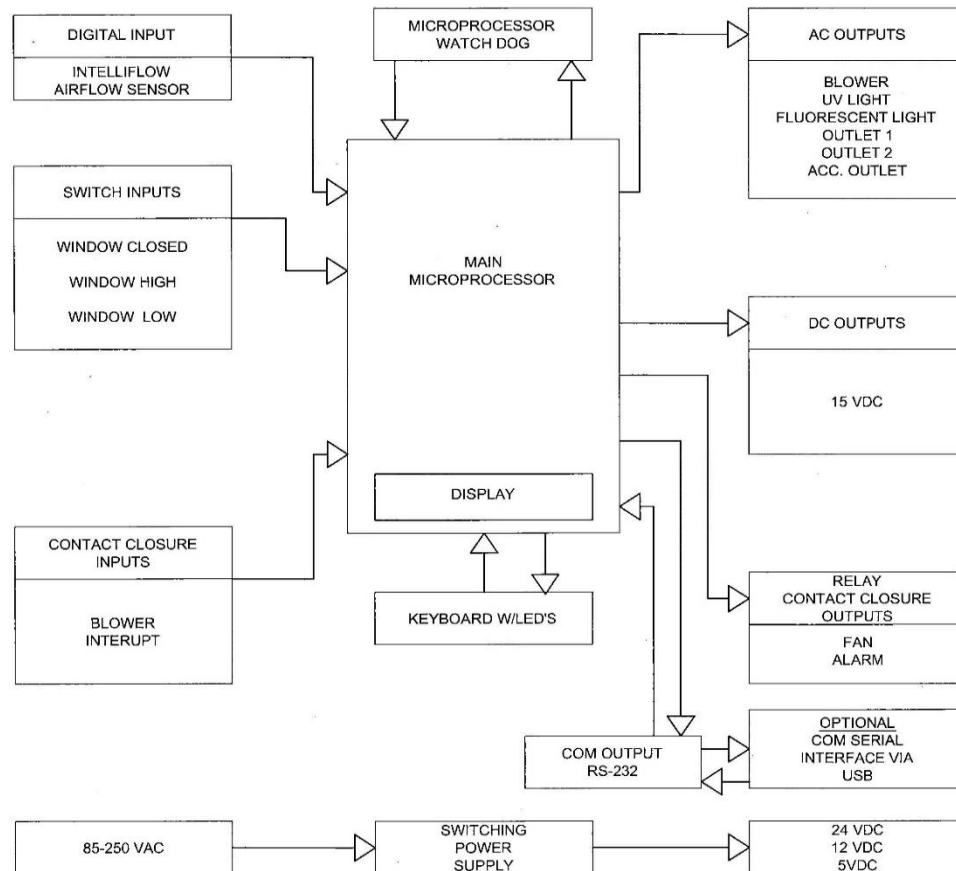 DIGITAL INPUT
INTELLIFLOW
AIRFLOW SENSOR
MICROPROCESSOR
WATCH DOG
AC OUTPUTS
BLOWER
UV LIGHT
FLUORESCENT LIGHT
OUTLET 1
OUTLET 2
ACC. OUTLET
SWITCH INPUTS
WINDOW CLOSED
WINDOW HIGH
WINDOW LOW
MAIN
MICROPROCESSOR
DISPLAY
DC OUTPUTS
15 VDC
CONTACT CLOSURE
INPUTS
BLOWER
INTERUPT
KEYBOARD W/LED'S
RELAY
CONTACT CLOSURE
OUTPUTS
FAN
ALARM
COM OUTPUT
RS-232
OPTIONAL
COM SERIAL
INTERFACE VIA
USB
85-250 VAC
SWITCHING
POWER
SUPPLY
24 VDC
12 VDC
5VDC